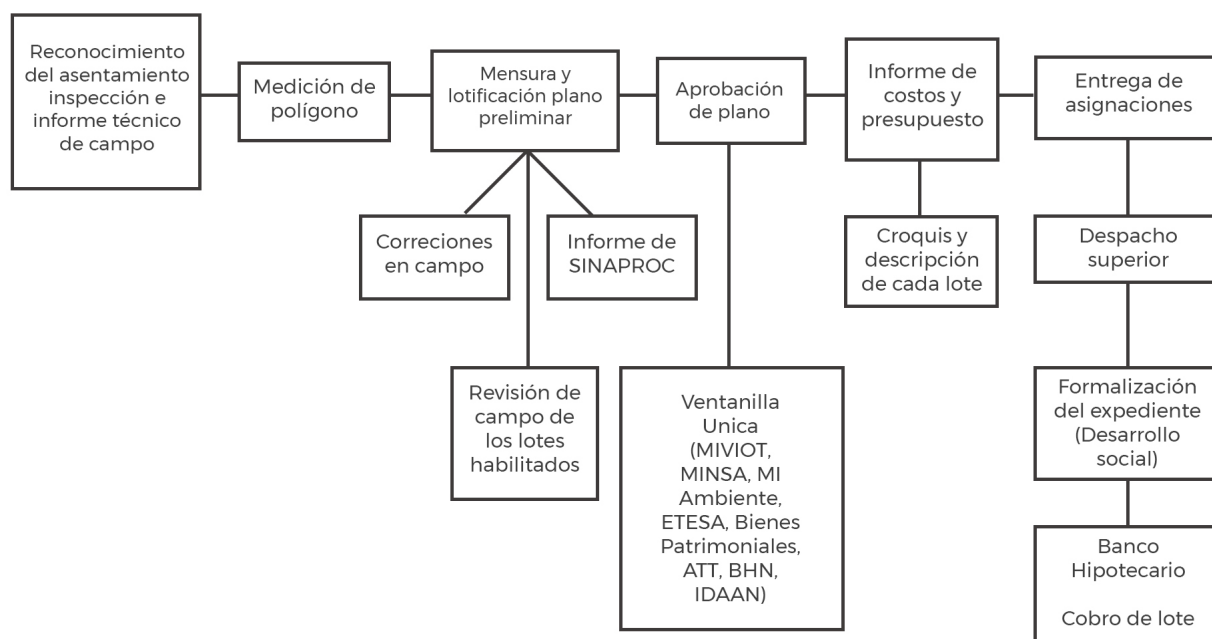 Reconocimiento
del asentamiento
inspección e
informe técnico
de campo
Medición de
polígono
Mensura y
lotificación plano
preliminar
Aprobación
de plano
Informe de
costos y
presupuesto
Entrega de
asignaciones
Correciones
en campo
Informe de
SINAPROC
Croquis y
descripción
de cada lote
Despacho
superior
Revisión de
campo de
los lotes
habilitados
Ventanilla
Unica
(MIVIOT,
MINSA, MI
Ambiente,
ETESA, Bienes
Patrimoniales,
ATT, BHN,
IDAAN)
Formalización
del expediente
(Desarrollo
social)
Banco
Hipotecario
Cobro de lote